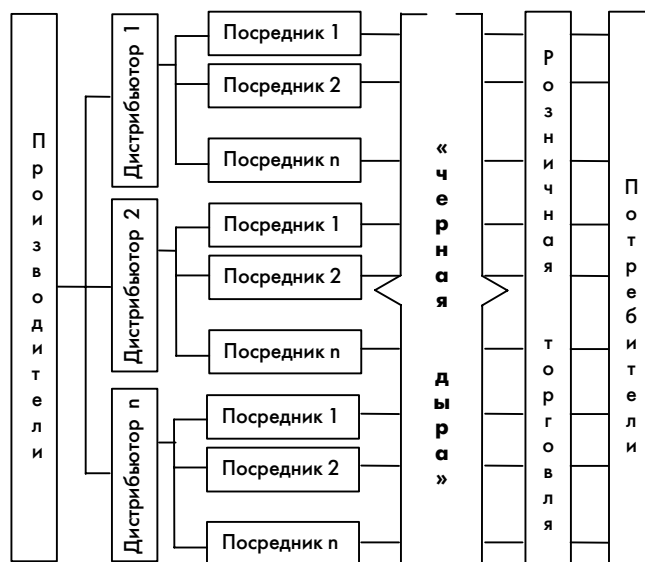 Производители
Дистрибьютор 1
Посредник 1
Посредник 2
Посредник n
Дистрибьютор 2
Посредник 1
Посредник 2
Посредник n
Дистрибьютор n
Посредник 1
Посредник 2
Посредник n
«черная дыра»
Розничная торговля
Потребители